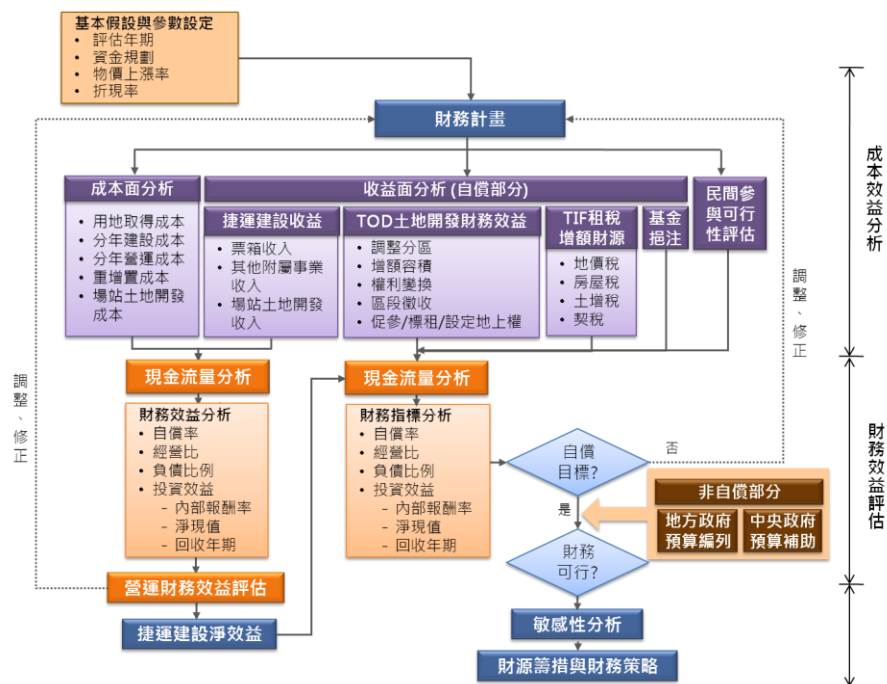 基本假設與參數設定
• 評估年期
• 資金規劃
• 物價上漲率
• 折現率
財務計畫
成本面分析
• 用地取得成本
• 分年建設成本
• 分年營運成本
• 重增置成本
• 場站土地開發
成本
收益面分析 (自償部分)
捷運建設收益
• 票箱收入
• 其他附屬事業
收入
• 場站土地開發
收入
TOD土地開發財務效益
• 調整分區
• 增額容積
• 權利變換
• 區段徵收
• 促參/標租/設定地上權
TIF租稅
增額財源
• 地價稅
• 房屋稅
• 土增稅
• 契稅
基金
挹注
民間參
與可行
性評估
成本效益分析
調整、修正
現金流量分析
財務效益分析
• 自償率
• 經營比
• 負債比例
• 投資效益
– 內部報酬率
– 淨現值
– 回收年期
營運財務效益評估
捷運建設淨效益
調整、修正
現金流量分析
財務指標分析
• 自償率
• 經營比
• 負債比例
• 投資效益
– 內部報酬率
– 淨現值
– 回收年期
自償
目標?
否
是
非自償部分
地方政府
預算編列
中央政府
預算補助
財務
可行?
財務效益評估
敏感性分析
財源籌措與財務策略